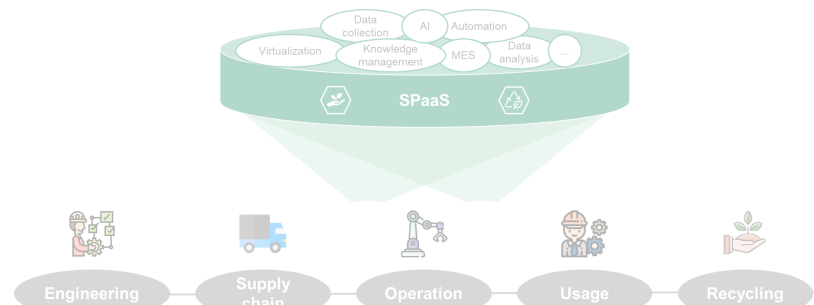 Data
collection
AI
Automation
Virtualization
Knowledge
management
MES
Data
analysis
...
SPaaS
Engineering
Supply
chain
Operation
Usage
Recycling